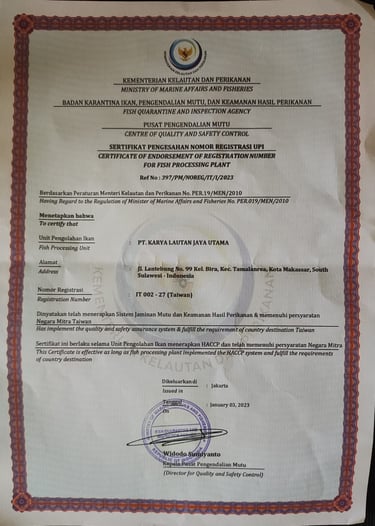 KEMENTERIAN KELAUTAN DAN PERIKANAN
MINISTRY OF MARINE AFFAIRS AND FISHERIES
BADAN KARANTINA IKAN, PENGENDALIAN MUTU, DAN KEAMANAN HASIL PERIKANAN
FISH QUARANTINE AND INSPECTION AGENCY
PUSAT PENGENDALIAN MUTU
CENTRE OF QUALITY AND SAFETY CONTROL
SERTIFIKAT PENGESAHAN NOMOR REGISTRASI UPI
CERTIFICATE OF ENDORSEMENT OF REGISTRATION NUMBER
FOR FISH PROCESSING PLANT
Ref No : 397/PM/NOREG/IT/I/2023
Berdasarkan Peraturan Menteri Kelautan dan Perikanan No. PER.19/MEN/2010
Having Regard to the Regulation of Minister of Marine Affairs and Fisheries No. PER.019/MEN/2010
Menetapkan bahwa
To certify that
Unit Pengolahan Ikan : PT. KARYA LAUTAN JAYA UTAMA
Fish Processing Unit
Alamat : Jl. Lantebung No. 99 Kel. Bira, Kec. Tamalanrea, Kota Makassar, South
Address Sulawesi - Indonesia
Nomor Registrasi : IT 002 - 27 (Taiwan)
Registration Number
Dinyatakan telah menerapkan Sistem Jaminan Mutu dan Keamanan Hasil Perikanan & memenuhi persyaratan
Negara Mitra Taiwan
Has implement the quality and safety assurance system & fulfill the requirement of country destination Taiwan
Sertifikat ini berlaku selama Unit Pengolahan Ikan menerapkan HACCP dan telah memenuhi persyaratan Negara Mitra
This Certificate is effective as long as fish processing plant implemented the HACCP system and fulfill the requirements
of country destination
Dikeluarkan di : Jakarta
Issued in
Tanggal : January 03, 2023
On
Widodo Sumiyanto
Kepala Pusat Pengendalian Mutu
(Director for Quality and Safety Control)